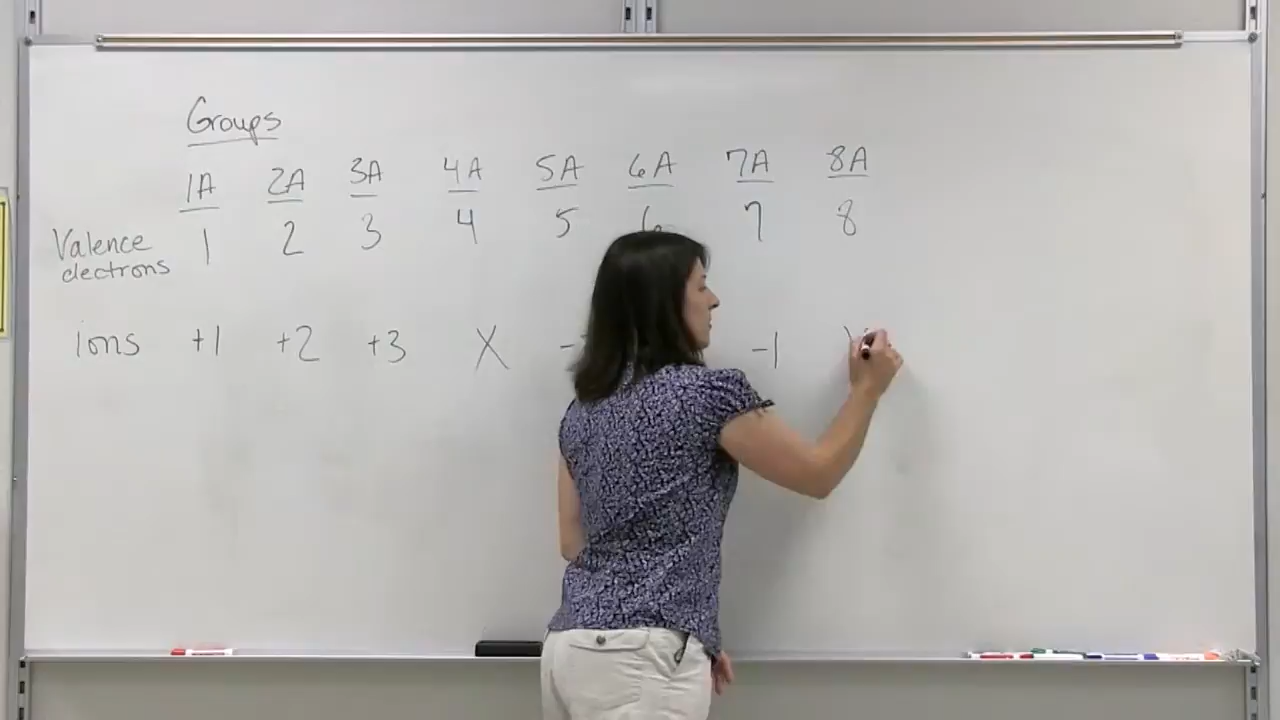 Groups
1A 2A 3A 4A 5A 6A 7A 8A
Valence electrons 1 2 3 4 5 6 7 8
ions +1 +2 +3 X - -1